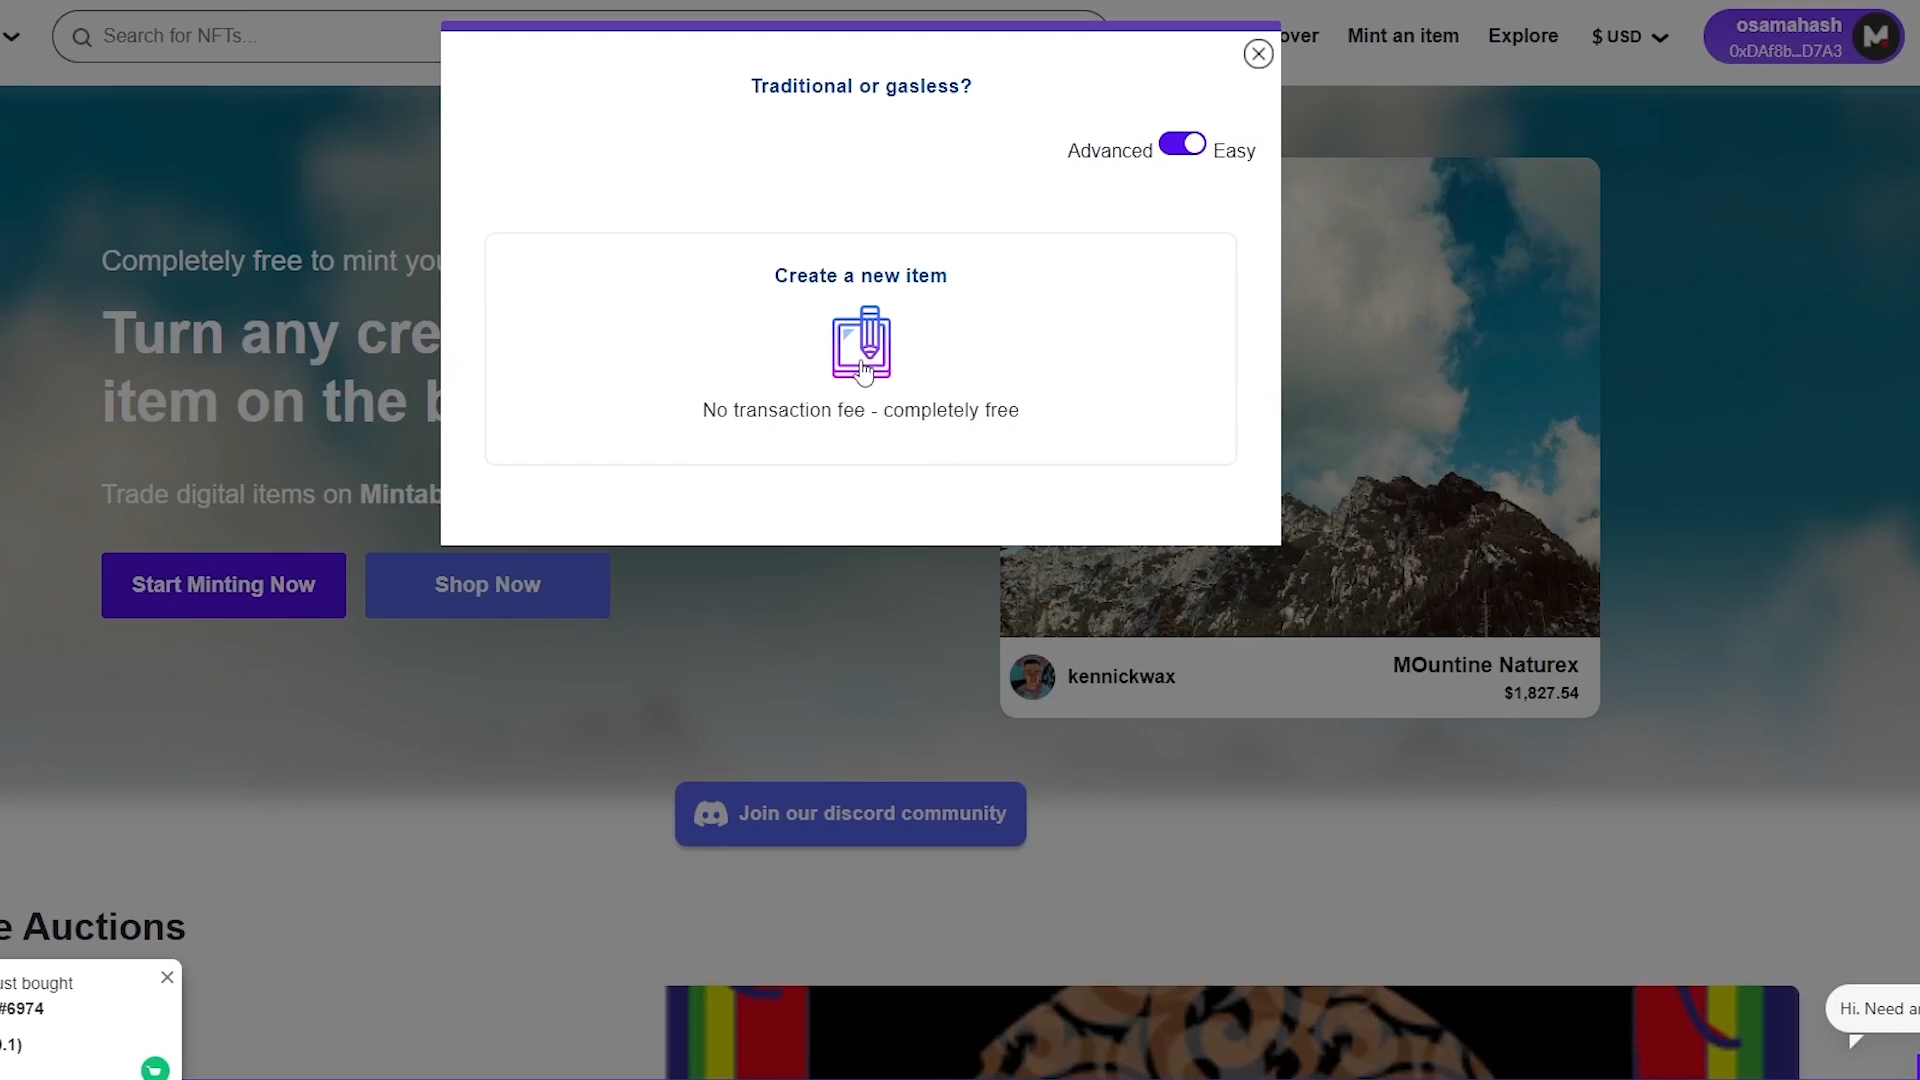 Search for NFTs...
over
Mint an item
Explore
$ USD
osamahash
0xDAf8b...D7A3
Traditional or gasless?
Advanced
Easy
Create a new item
No transaction fee - completely free
Completely free to mint you
Turn any cre
item on the b
Trade digital items on Mintab
Start Minting Now
Shop Now
kennickwax
MOuntine Naturex
$1,827.54
Join our discord community
e Auctions
ust bought
#6974
0.1)
Hi. Need a